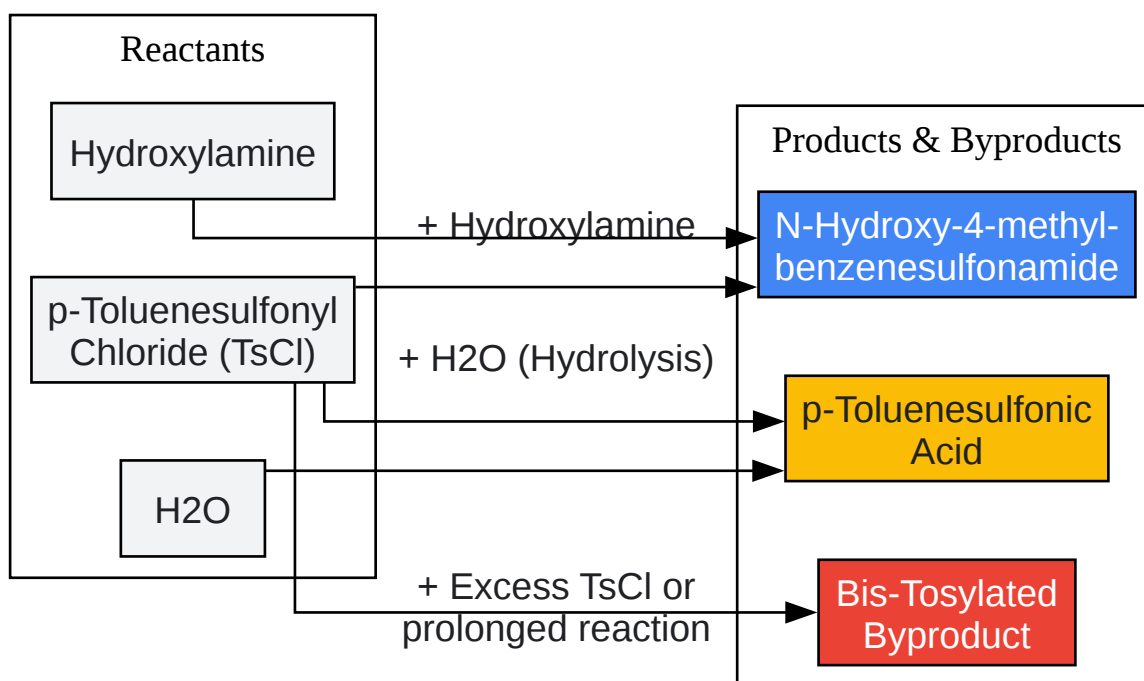 Reactants
Hydroxylamine
p-Toluenesulfonyl
Chloride (TsCl)
H2O
+ Hydroxylamine
+ H2O (Hydrolysis)
+ Excess TsCl or
prolonged reaction
Products & Byproducts
N-Hydroxy-4-methyl-
benzenesulfonamide
p-Toluenesulfonic
Acid
Bis-Tosylated
Byproduct